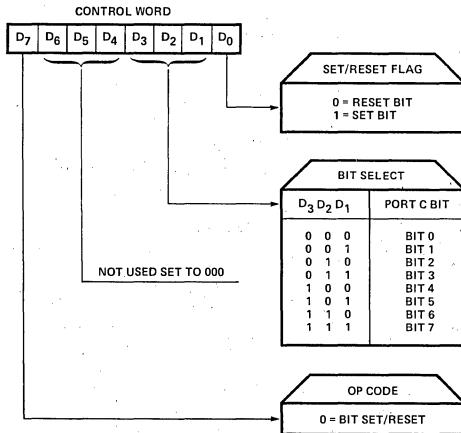 CONTROL WORD
D7 D6 D5 D4 D3 D2 D1 D0
SET/RESET FLAG
0 = RESET BIT
1 = SET BIT
BIT SELECT
D3 D2 D1 PORT C BIT
0 0 0 BIT 0
0 0 1 BIT 1
0 1 0 BIT 2
0 1 1 BIT 3
1 0 0 BIT 4
1 0 1 BIT 5
1 1 0 BIT 6
1 1 1 BIT 7
NOT USED SET TO 000
OP CODE
0 = BIT SET/RESET